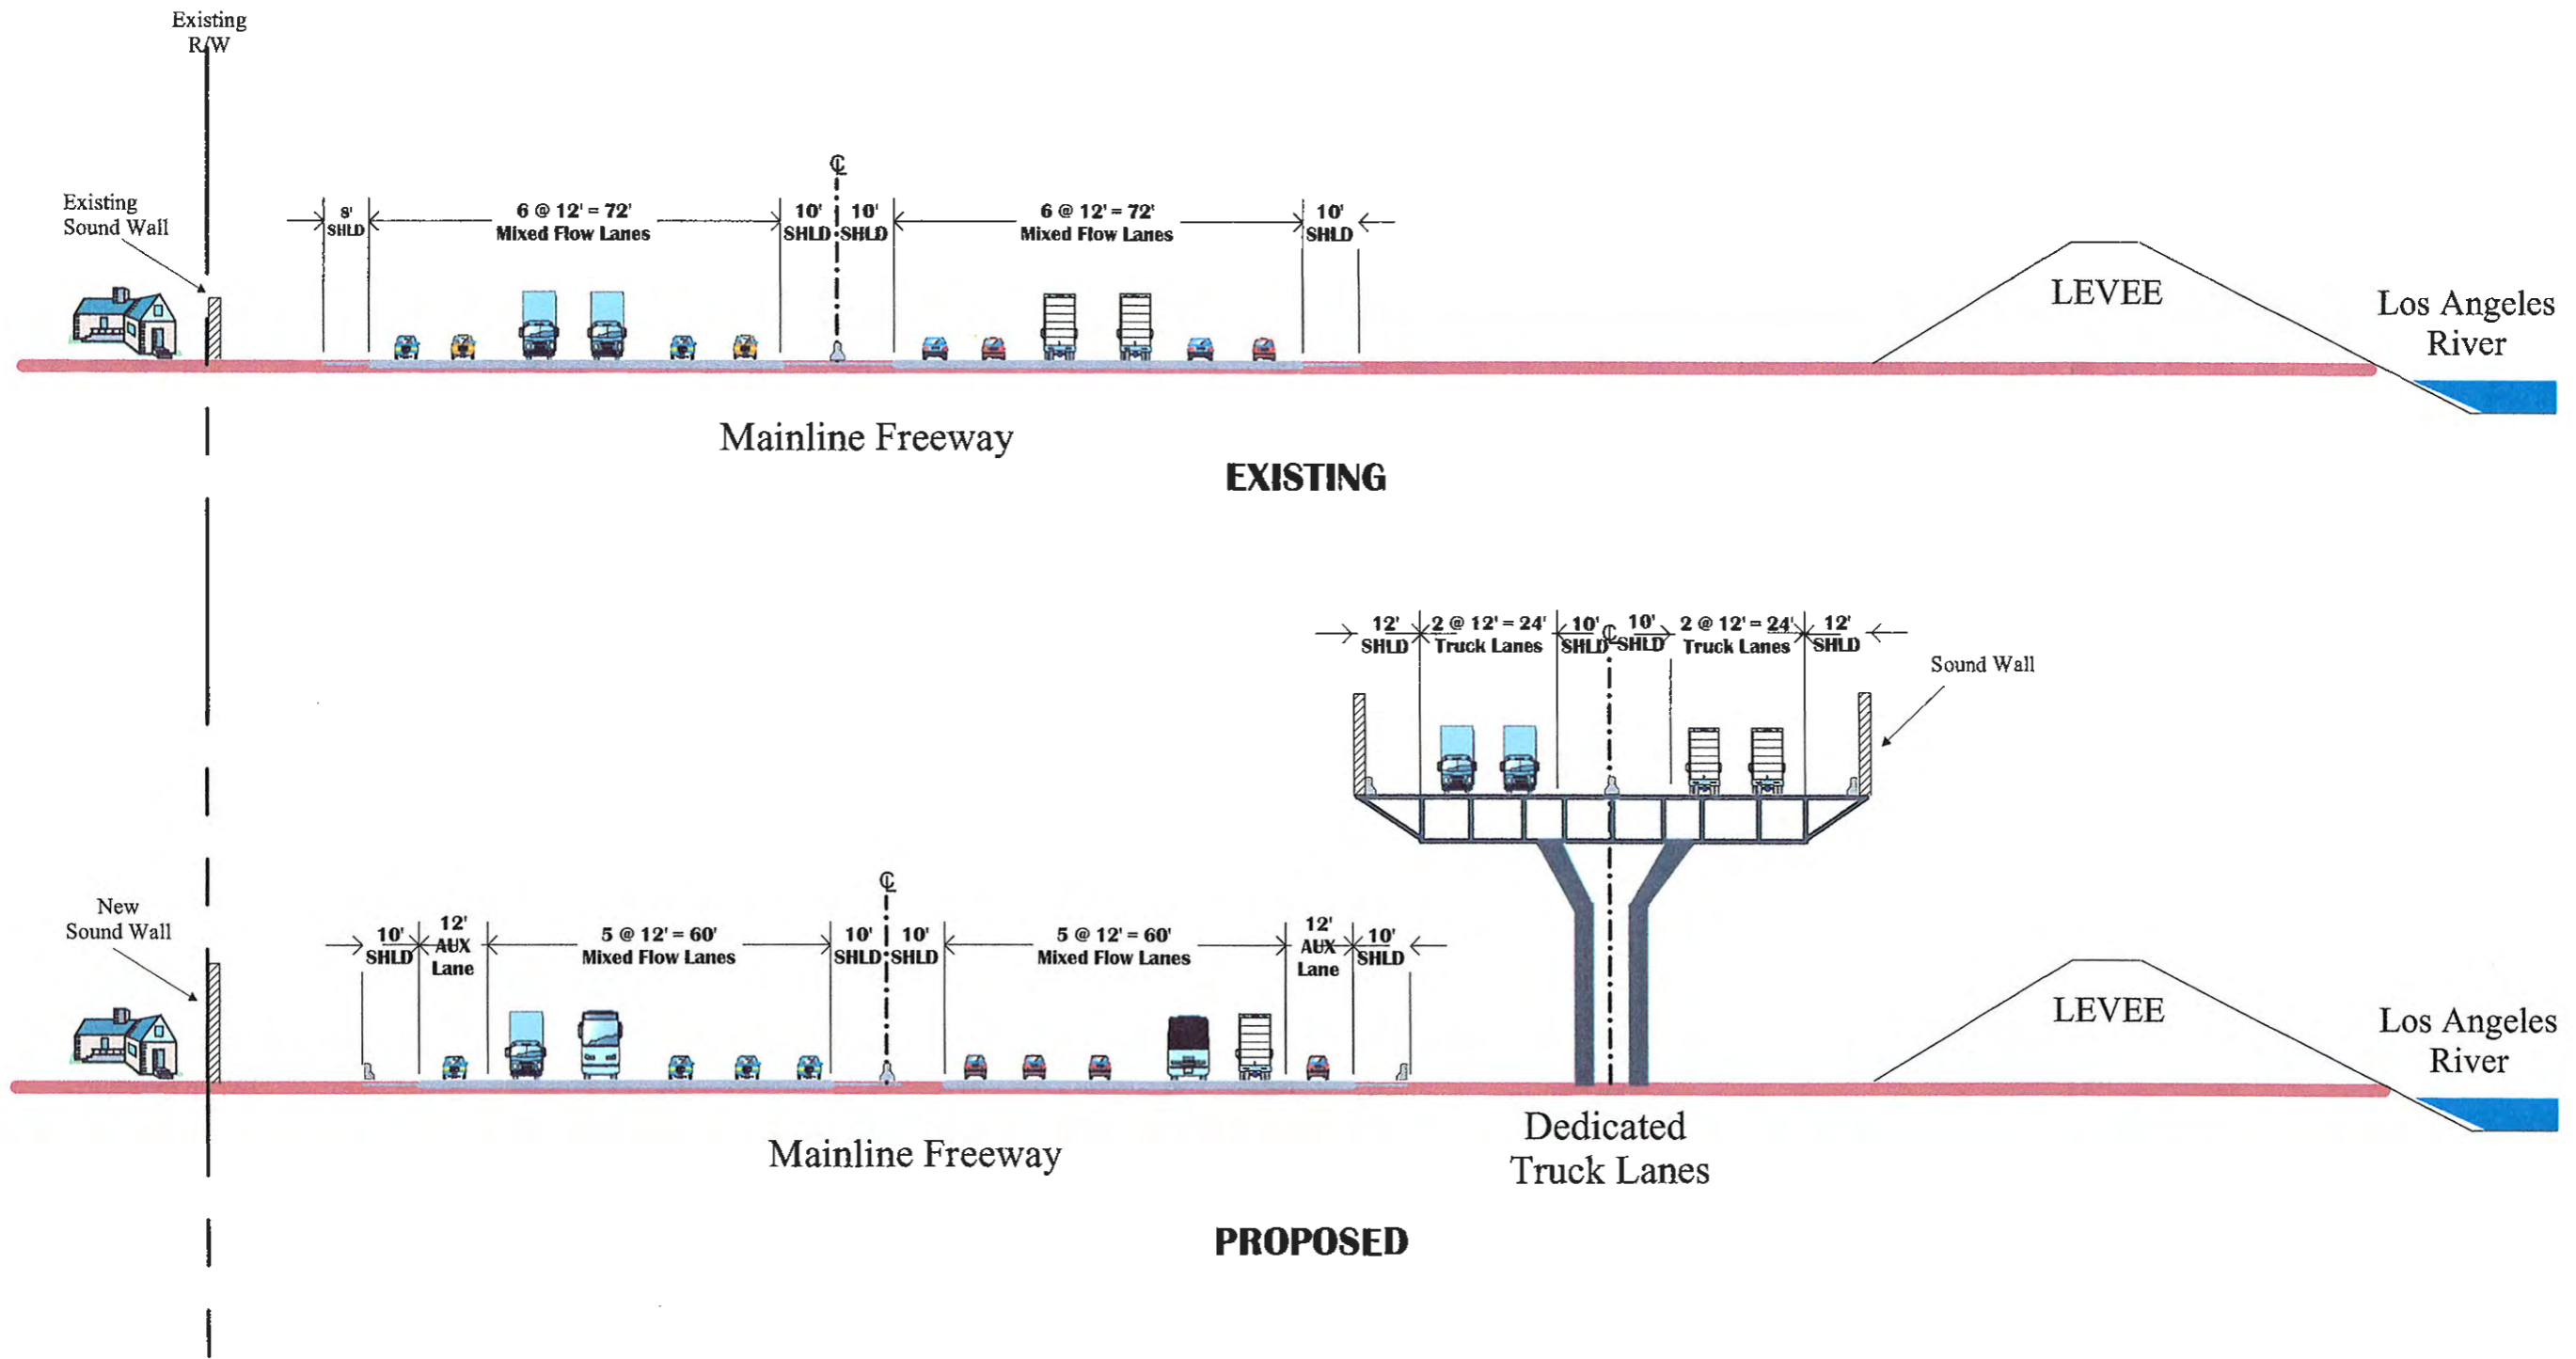 Existing
R/W
Existing
Sound Wall
8'
SHLD
6 @ 12' = 72'
Mixed Flow Lanes
10'
SHLD
℄
10'
SHLD
6 @ 12' = 72'
Mixed Flow Lanes
10'
SHLD
LEVEE
Los Angeles
River
Mainline Freeway
EXISTING
12'
SHLD
2 @ 12' = 24'
Truck Lanes
10'
SHLD
℄
10'
SHLD
2 @ 12' = 24'
Truck Lanes
12'
SHLD
Sound Wall
New
Sound Wall
10'
SHLD
12'
AUX
Lane
5 @ 12' = 60'
Mixed Flow Lanes
10'
SHLD
℄
10'
SHLD
5 @ 12' = 60'
Mixed Flow Lanes
12'
AUX
Lane
10'
SHLD
LEVEE
Los Angeles
River
Mainline Freeway
Dedicated
Truck Lanes
PROPOSED